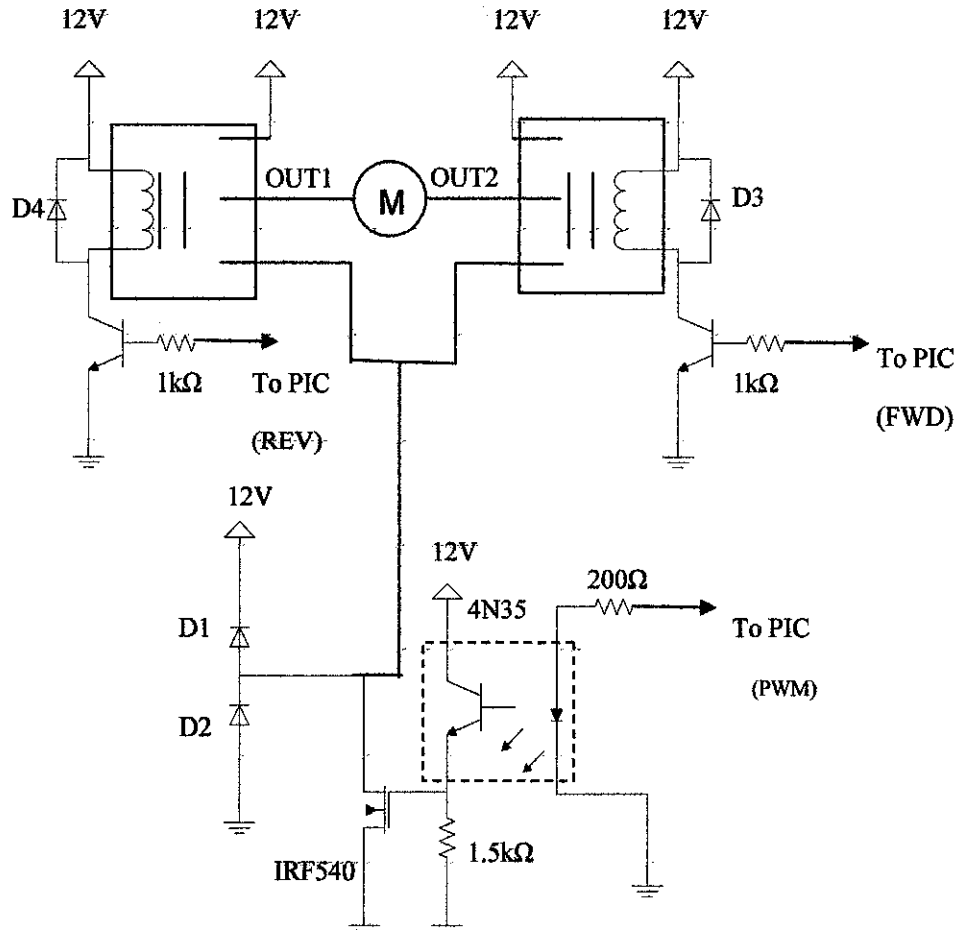 12V
12V
12V
12V
D4
OUT1
M
OUT2
D3
1kΩ
To PIC
(REV)
1kΩ
To PIC
(FWD)
12V
12V
4N35
200Ω
To PIC
(PWM)
D1
D2
IRF540
1.5kΩ